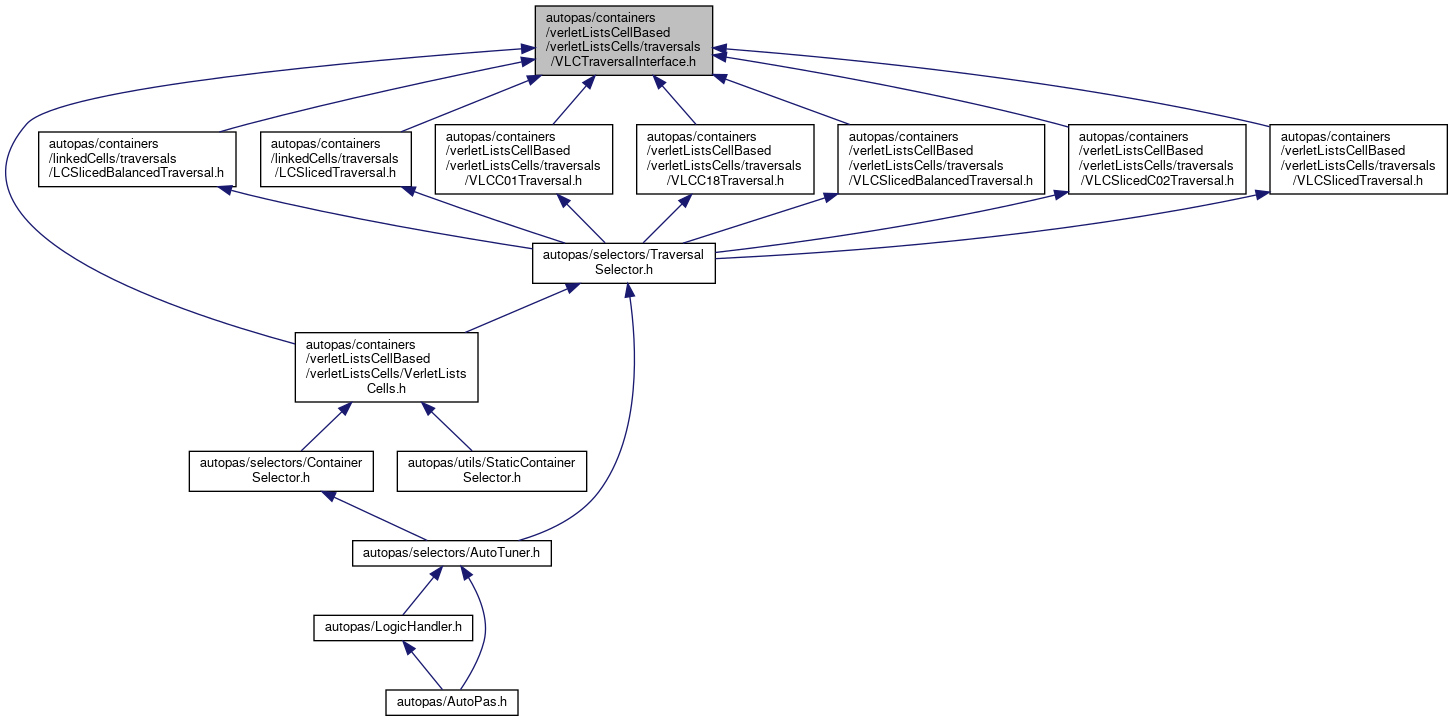 autopas/containers
/verletListsCellBased
/verletListsCells/traversals
/VLCTraversalInterface.h
autopas/containers
/linkedCells/traversals
/LCSlicedBalancedTraversal.h
autopas/containers
/linkedCells/traversals
/LCSlicedTraversal.h
autopas/containers
/verletListsCellBased
/verletListsCells/traversals
/VLCC01Traversal.h
autopas/containers
/verletListsCellBased
/verletListsCells/traversals
/VLCC18Traversal.h
autopas/containers
/verletListsCellBased
/verletListsCells/traversals
/VLCSlicedBalancedTraversal.h
autopas/containers
/verletListsCellBased
/verletListsCells/traversals
/VLCSlicedC02Traversal.h
autopas/containers
/verletListsCellBased
/verletListsCells/traversals
/VLCSlicedTraversal.h
autopas/selectors/Traversal
Selector.h
autopas/containers
/verletListsCellBased
/verletListsCells/VerletLists
Cells.h
autopas/selectors/Container
Selector.h
autopas/utils/StaticContainer
Selector.h
autopas/selectors/AutoTuner.h
autopas/LogicHandler.h
autopas/AutoPas.h